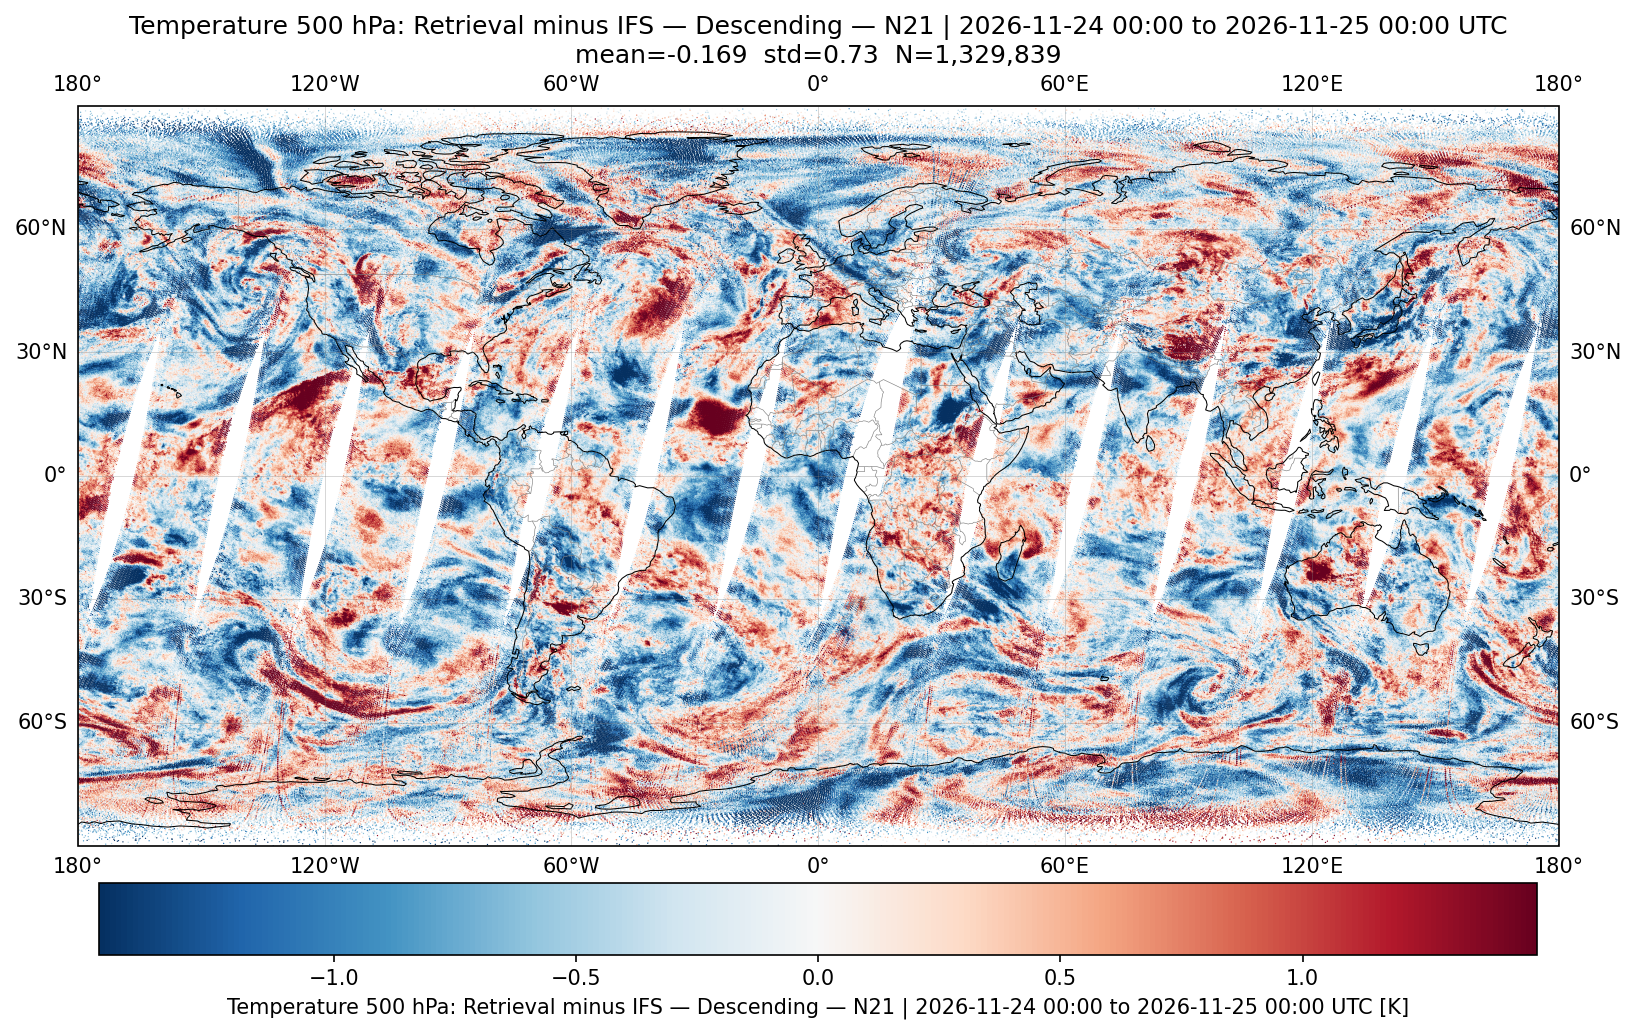 Temperature 500 hPa: Retrieval minus IFS — Descending — N21 | 2026-11-24 00:00 to 2026-11-25 00:00 UTC
mean=-0.169 std=0.73 N=1,329,839
180° 120°W 60°W 0° 60°E 120°E 180°
60°N 60°N
30°N 30°N
0° 0°
30°S 30°S
60°S 60°S
180° 120°W 60°W 0° 60°E 120°E 180°
−1.0 −0.5 0.0 0.5 1.0
Temperature 500 hPa: Retrieval minus IFS — Descending — N21 | 2026-11-24 00:00 to 2026-11-25 00:00 UTC [K]